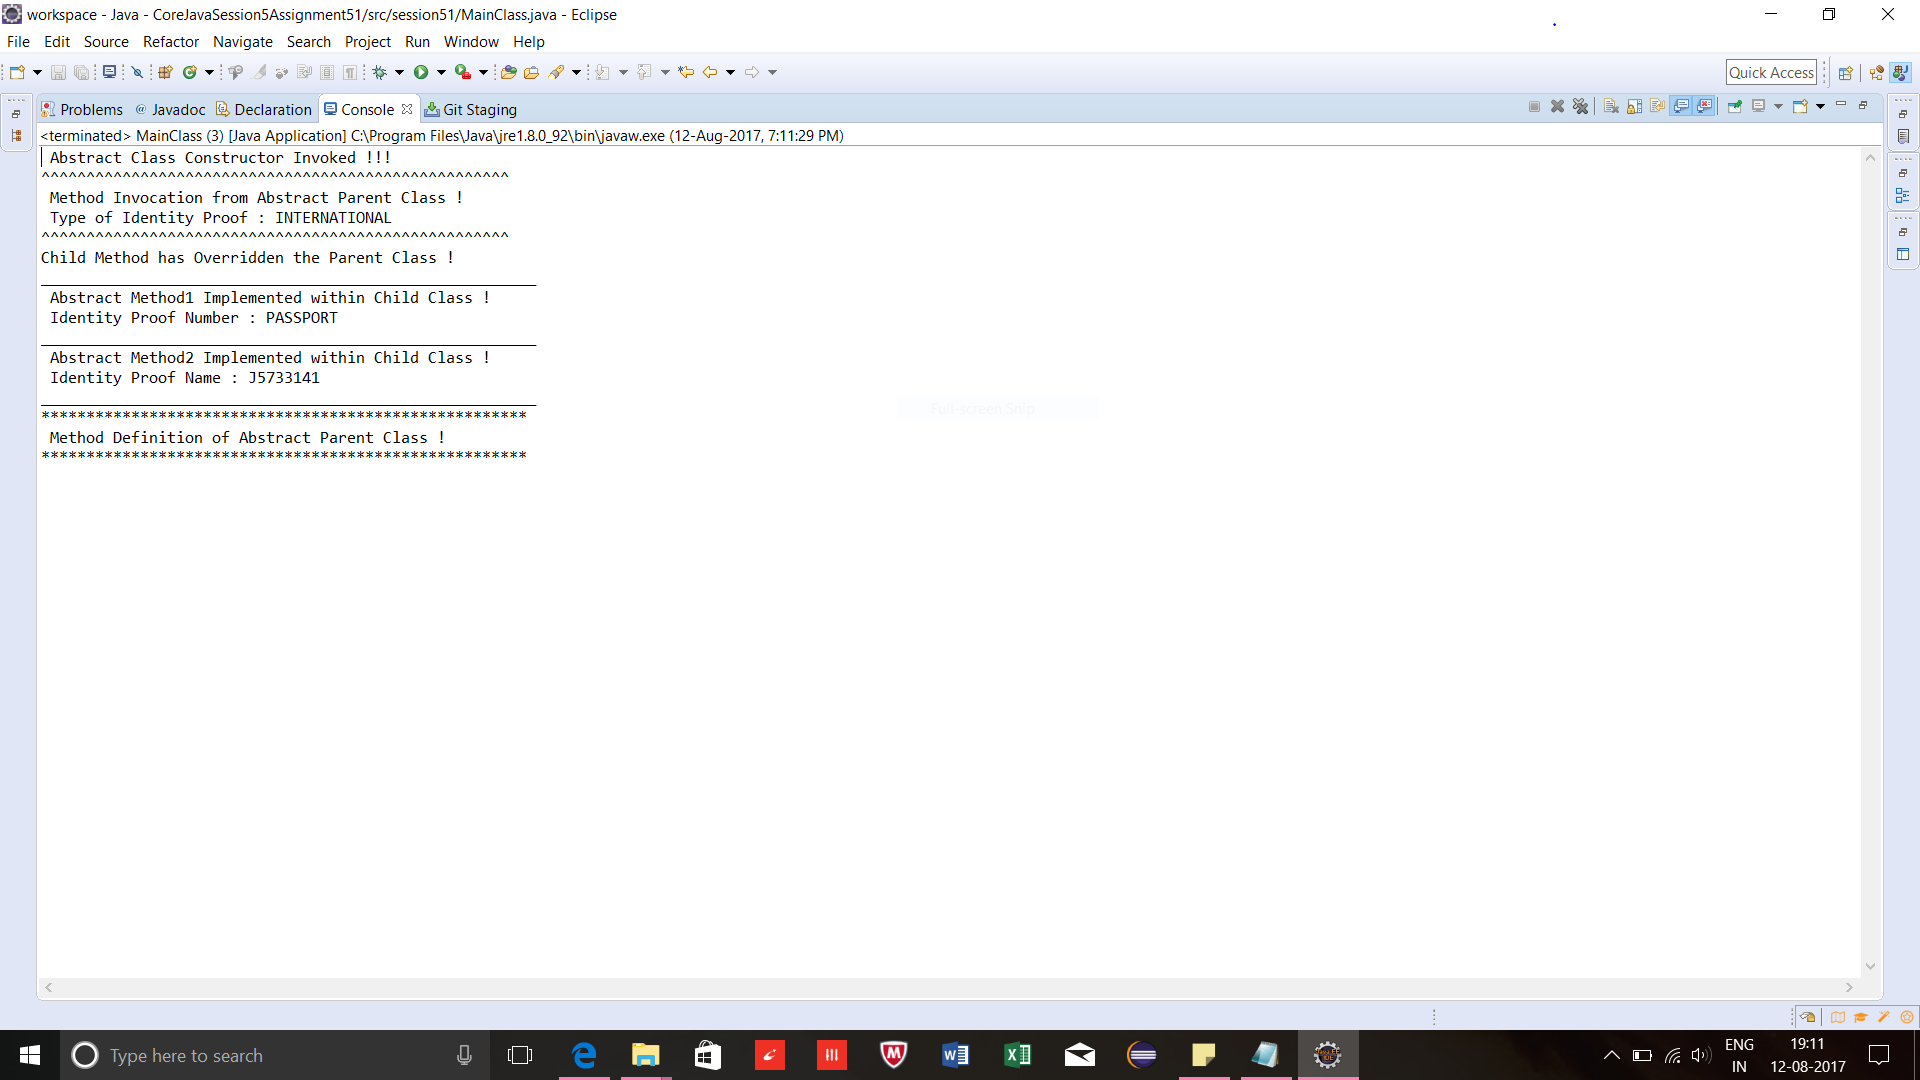 workspace - Java - CoreJavaSession5Assignment51/src/session51/MainClass.java - Eclipse
File Edit Source Refactor Navigate Search Project Run Window Help
Quick Access
Problems @ Javadoc Declaration Console Git Staging
<terminated> MainClass (3) [Java Application] C:\Program Files\Java\jre1.8.0_92\bin\javaw.exe (12-Aug-2017, 7:11:29 PM)
Abstract Class Constructor Invoked !!!
^^^^^^^^^^^^^^^^^^^^^^^^^^^^^^^^^^^^^^^^^^^^^^^^^^^^
Method Invocation from Abstract Parent Class !
Type of Identity Proof : INTERNATIONAL
^^^^^^^^^^^^^^^^^^^^^^^^^^^^^^^^^^^^^^^^^^^^^^^^^^^^
Child Method has Overridden the Parent Class !
_______________________________________________________
Abstract Method1 Implemented within Child Class !
Identity Proof Number : PASSPORT
_______________________________________________________
Abstract Method2 Implemented within Child Class !
Identity Proof Name : J5733141
_______________________________________________________
******************************************************
Method Definition of Abstract Parent Class !
******************************************************
Full-screen Snip
Type here to search
ENG
IN
19:11
12-08-2017